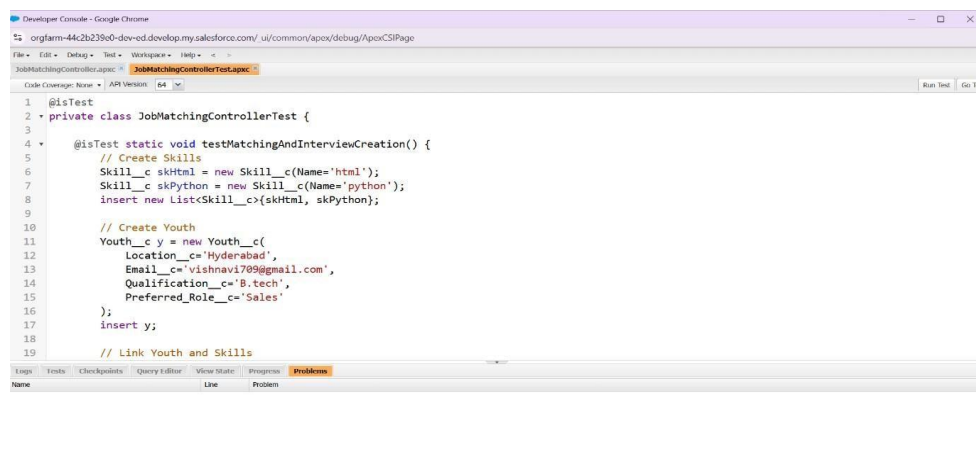 Developer Console - Google Chrome
orgfarm-44c2b239e0-dev-ed.develop.my.salesforce.com/_ui/common/apex/debug/ApexCSIPage
File Edit Debug Test Workspace Help < >
JobMatchingController.apxc JobMatchingControllerTest.apxc
Code Coverage: None API Version: 64 Run Test Go T
1 @isTest
2 private class JobMatchingControllerTest {
3
4 @isTest static void testMatchingAndInterviewCreation() {
5 // Create Skills
6 Skill__c skHtml = new Skill__c(Name='html');
7 Skill__c skPython = new Skill__c(Name='python');
8 insert new List<Skill__c>{skHtml, skPython};
9
10 // Create Youth
11 Youth__c y = new Youth__c(
12 Location__c='Hyderabad',
13 Email__c='vishnavi709@gmail.com',
14 Qualification__c='B.tech',
15 Preferred_Role__c='Sales'
16 );
17 insert y;
18
19 // Link Youth and Skills
Logs Tests Checkpoints Query Editor View State Progress Problems
Name Line Problem